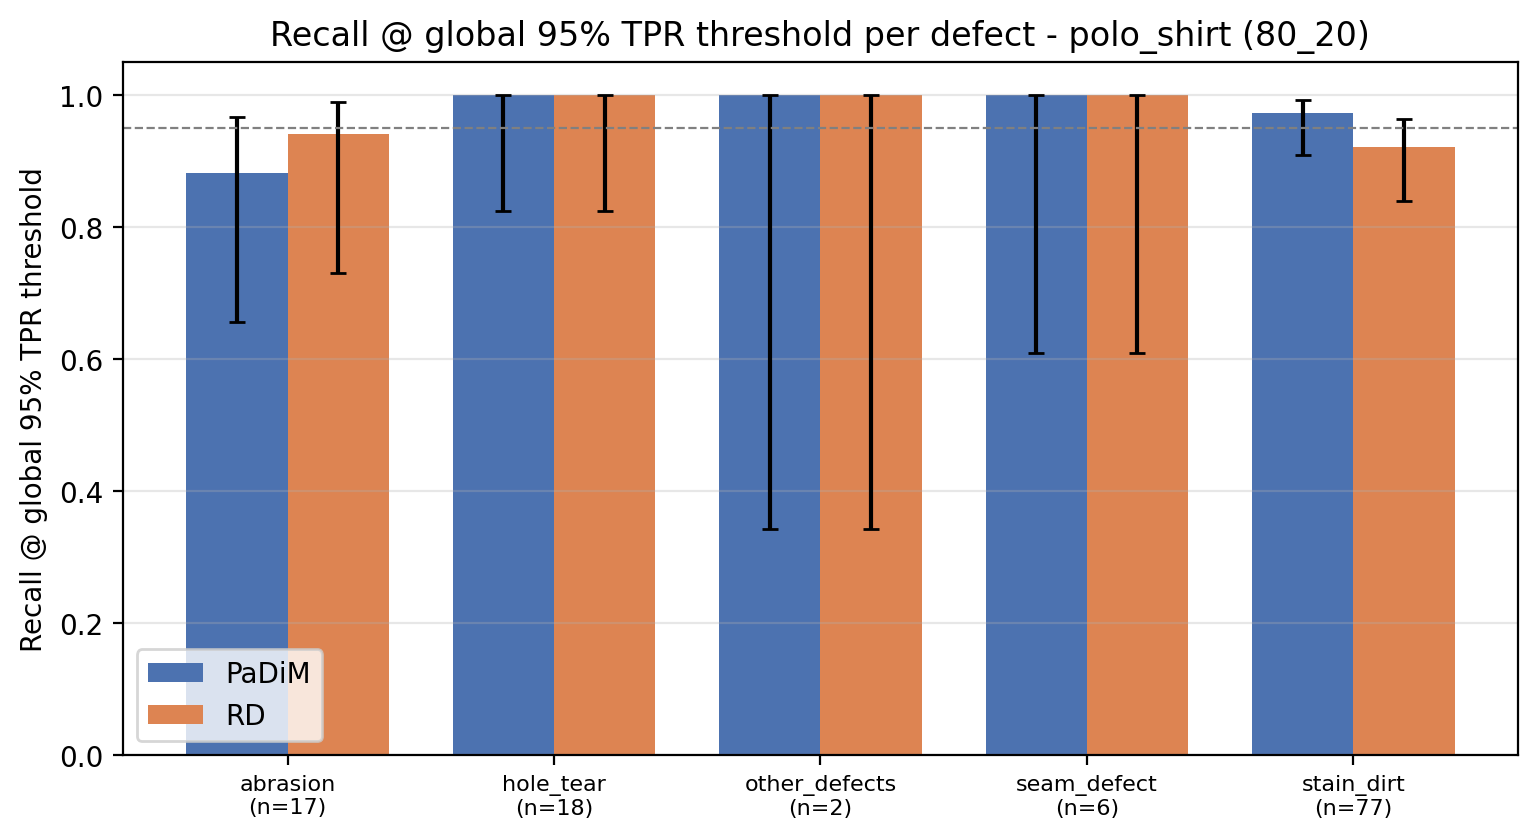 Recall @ global 95% TPR threshold per defect - polo_shirt (80_20)
Recall @ global 95% TPR threshold
1.0
0.8
0.6
0.4
0.2
0.0
PaDiM
RD
abrasion
(n=17)
hole_tear
(n=18)
other_defects
(n=2)
seam_defect
(n=6)
stain_dirt
(n=77)